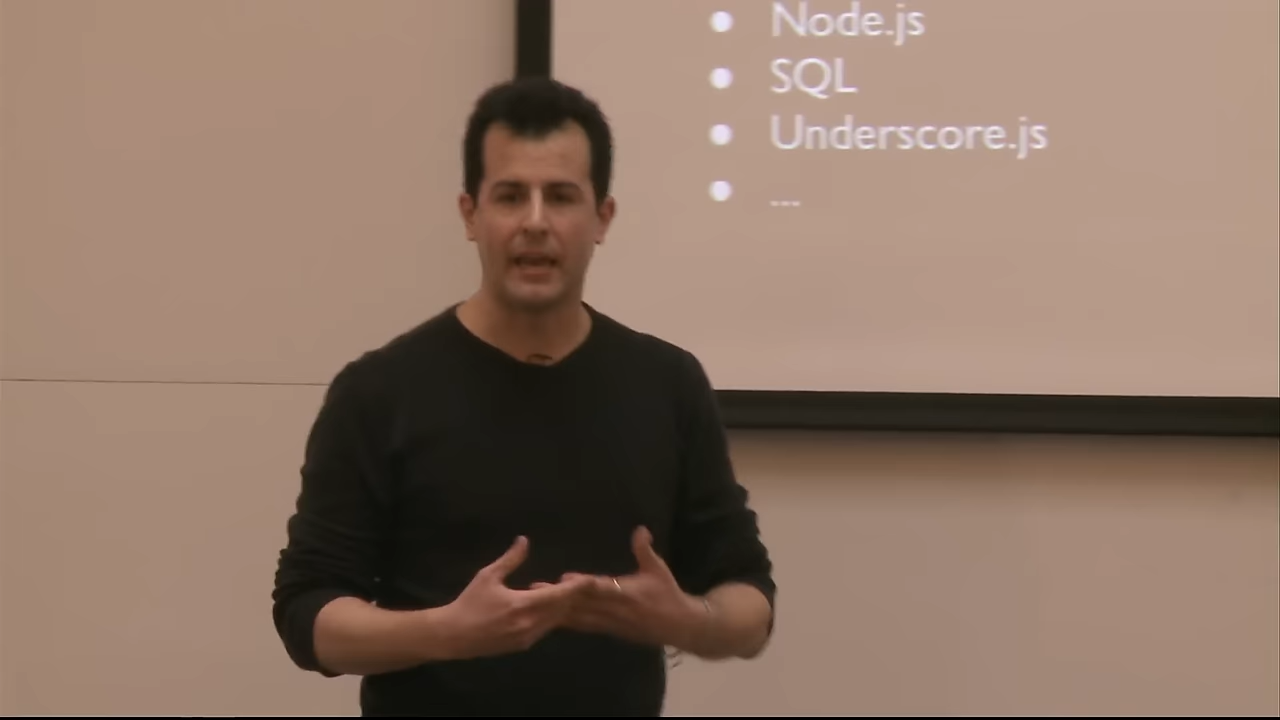 • Node.js
• SQL
• Underscore.js
• ...